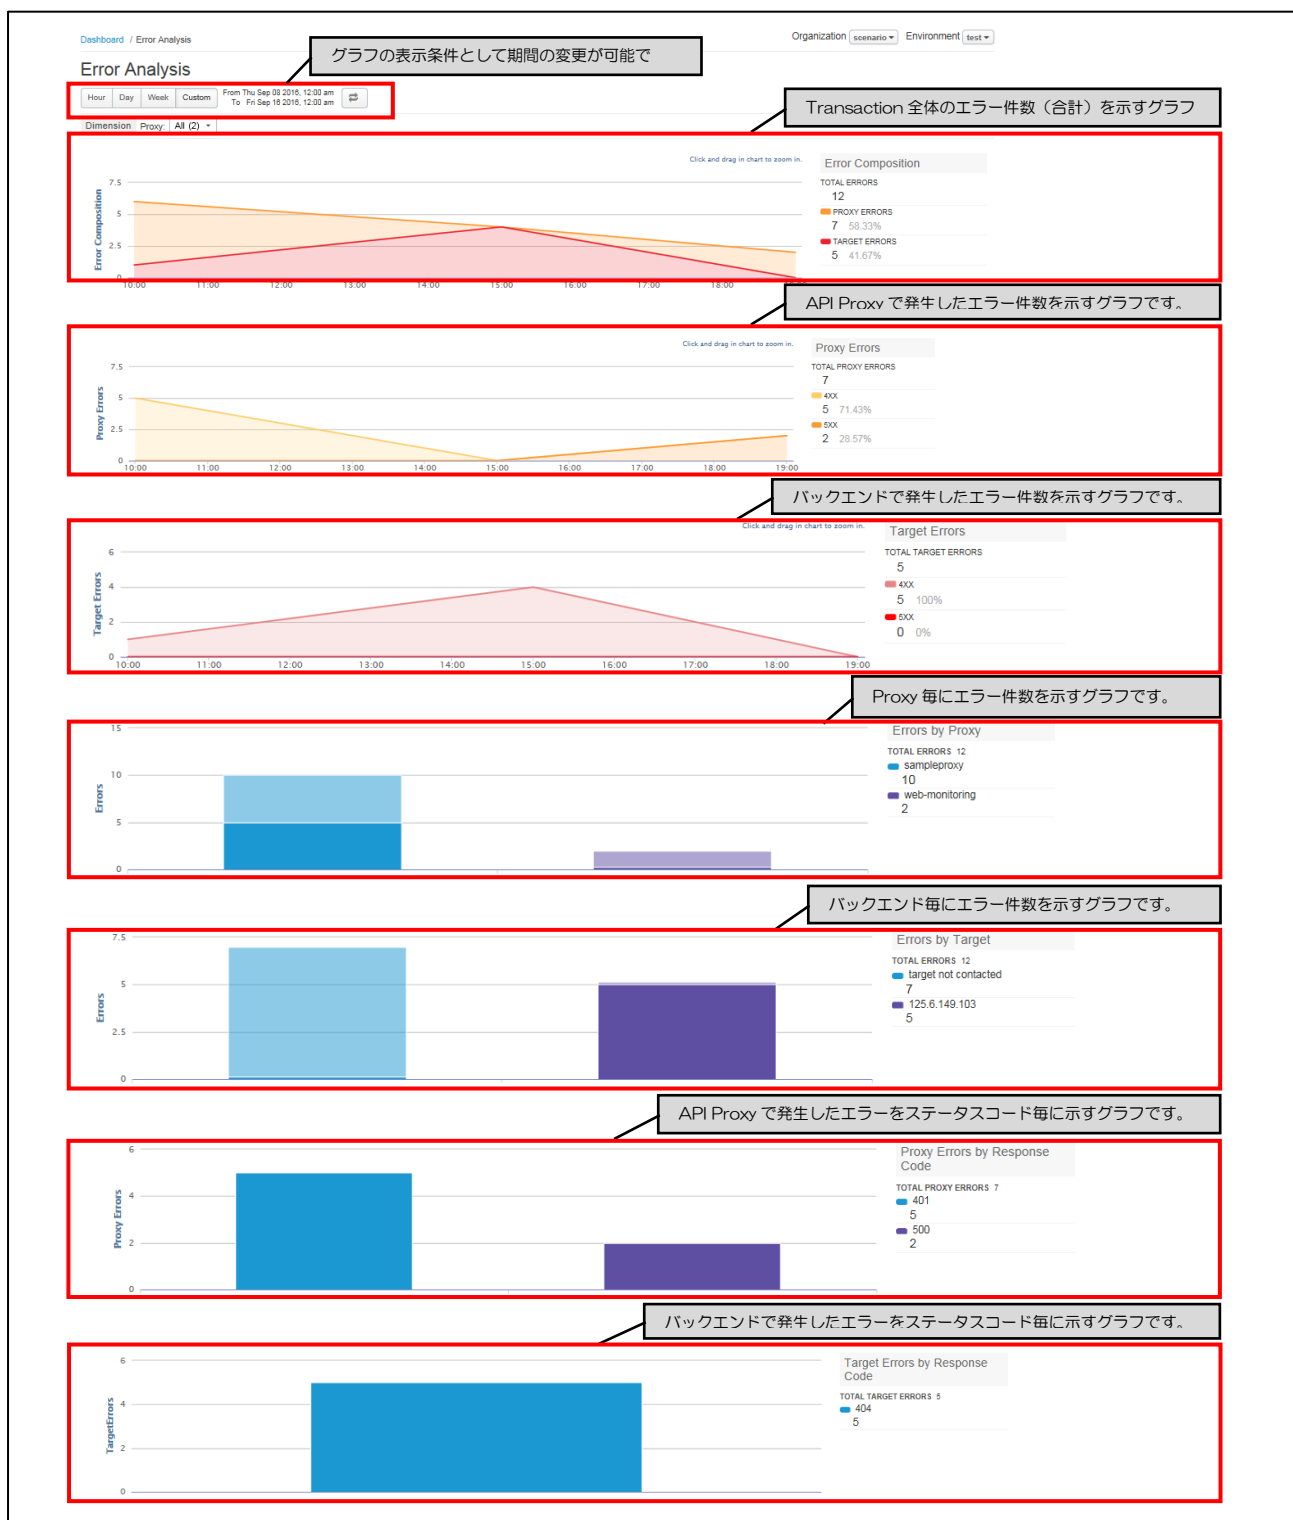 Dashboard / Error Analysis
Organization scenario Environment test
グラフの表示条件として期間の変更が可能で
Error Analysis
Hour Day Week Custom
From Thu Sep 08 2016, 12:00 am
To Fri Sep 16 2016, 12:00 am
Transaction 全体のエラー件数（合計）を示すグラフ
Dimension Proxy: All (2)
Click and drag in chart to zoom in.
Error Composition
7.5
5
2.5
0
10:00 11:00 12:00 13:00 14:00 15:00 16:00 17:00 18:00
Error Composition
TOTAL ERRORS
12
PROXY ERRORS
7 58.33%
TARGET ERRORS
5 41.67%
API Proxy で発生したエラー件数を示すグラフです。
Click and drag in chart to zoom in.
Proxy Errors
7.5
5
2.5
0
10:00 11:00 12:00 13:00 14:00 15:00 16:00 17:00 18:00 19:00
Proxy Errors
TOTAL PROXY ERRORS
7
4XX
5 71.43%
5XX
2 28.57%
バックエンドで発生したエラー件数を示すグラフです。
Click and drag in chart to zoom in.
Target Errors
6
4
2
0
10:00 11:00 12:00 13:00 14:00 15:00 16:00 17:00 18:00 19:00
Target Errors
TOTAL TARGET ERRORS
5
4XX
5 100%
5XX
0 0%
Proxy 毎にエラー件数を示すグラフです。
Errors
15
10
5
0
Errors by Proxy
TOTAL ERRORS 12
sampleproxy
10
web-monitoring
2
バックエンド毎にエラー件数を示すグラフです。
Errors
7.5
5
2.5
0
Errors by Target
TOTAL ERRORS 12
target not contacted
7
125.6.149.103
5
API Proxy で発生したエラーをステータスコード毎に示すグラフです。
Proxy Errors
6
4
2
0
Proxy Errors by Response
Code
TOTAL PROXY ERRORS 7
401
5
500
2
バックエンドで発生したエラーをステータスコード毎に示すグラフです。
TargetErrors
6
4
2
0
Target Errors by Response
Code
TOTAL TARGET ERRORS 5
404
5